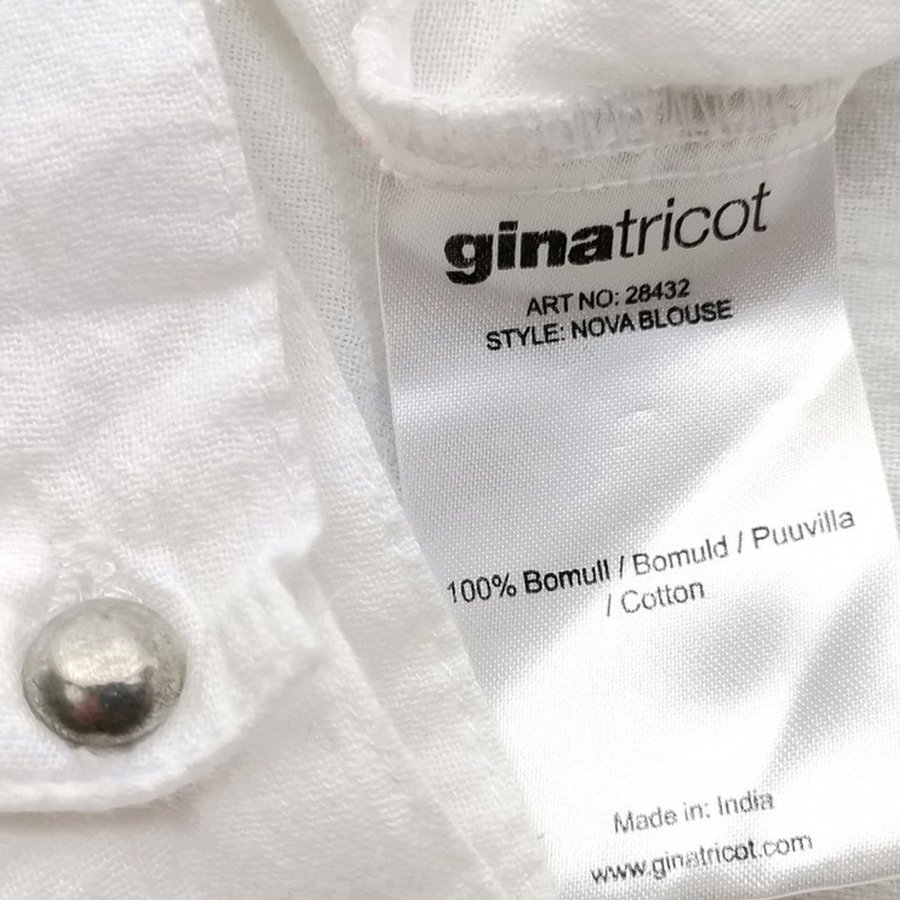 ginatricot
ART NO: 28432
STYLE: NOVA BLOUSE
100% Bomull / Bomuld / Puuvilla
/ Cotton
Made in: India
www.ginatricot.com